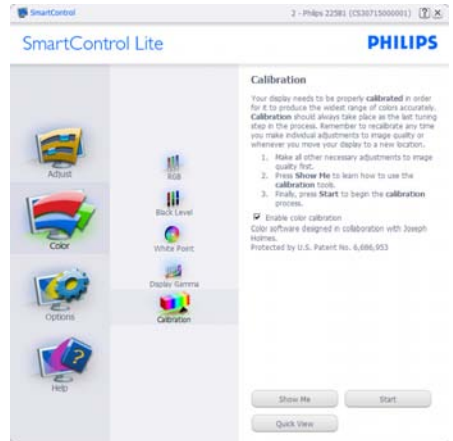 SmartControl
2 - Philips 225B1 (CS30715000001)
SmartControl Lite
PHILIPS
Adjust
Color
Options
Help
RGB
Black Level
White Point
Display Gamma
Calibration
Calibration
Your display needs to be properly calibrated in order
for it to produce the widest range of colors accurately.
Calibration should always take place as the last tuning
step in the process. Remember to recalibrate any time
you make individual adjustments to image quality or
whenever you move your display to a new location.
1. Make all other necessary adjustments to image
quality first.
2. Press Show Me to learn how to use the
calibration tools.
3. Finally, press Start to begin the calibration
process.
Enable color calibration
Color software designed in collaboration with Joseph
Holmes.
Protected by U.S. Patent No. 6,686,953
Show Me
Start
Quick View